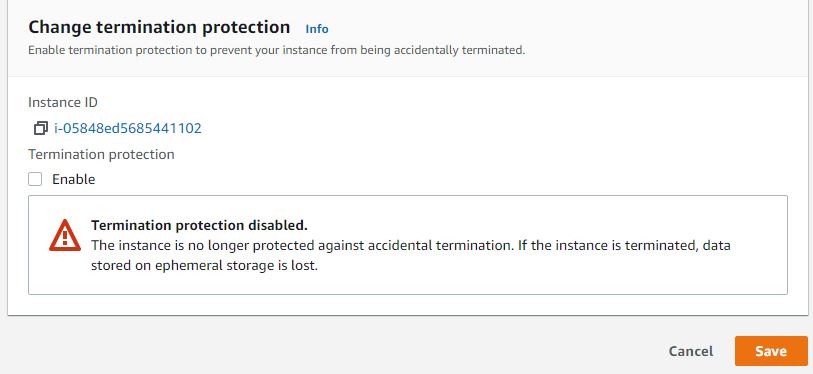 Change termination protection Info
Enable termination protection to prevent your instance from being accidentally terminated.
Instance ID
i-05848ed5685441102
Termination protection
Enable
Termination protection disabled.
The instance is no longer protected against accidental termination. If the instance is terminated, data
stored on ephemeral storage is lost.
Cancel Save